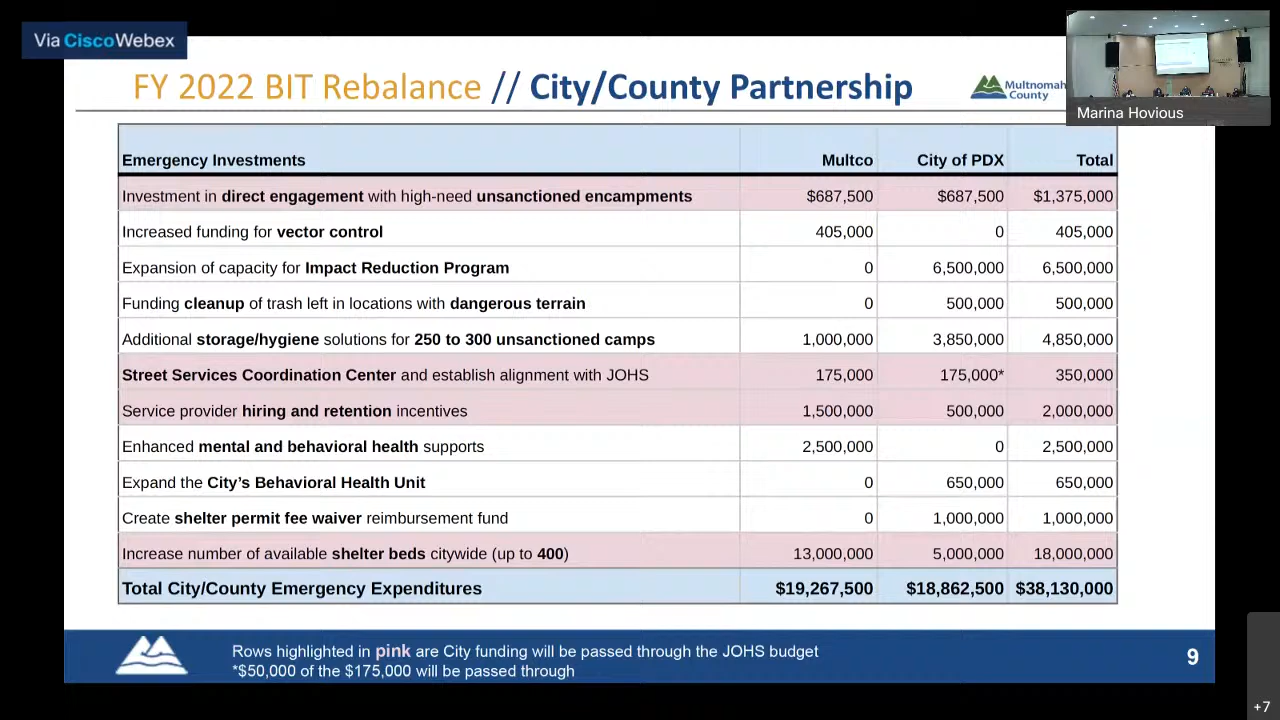 Via CiscoWebex
FY 2022 BIT Rebalance // City/County Partnership
Multnomah
County
Marina Hovious
Emergency Investments Multco City of PDX Total
Investment in direct engagement with high-need unsanctioned encampments $687,500 $687,500 $1,375,000
Increased funding for vector control 405,000 0 405,000
Expansion of capacity for Impact Reduction Program 0 6,500,000 6,500,000
Funding cleanup of trash left in locations with dangerous terrain 0 500,000 500,000
Additional storage/hygiene solutions for 250 to 300 unsanctioned camps 1,000,000 3,850,000 4,850,000
Street Services Coordination Center and establish alignment with JOHS 175,000 175,000* 350,000
Service provider hiring and retention incentives 1,500,000 500,000 2,000,000
Enhanced mental and behavioral health supports 2,500,000 0 2,500,000
Expand the City's Behavioral Health Unit 0 650,000 650,000
Create shelter permit fee waiver reimbursement fund 0 1,000,000 1,000,000
Increase number of available shelter beds citywide (up to 400) 13,000,000 5,000,000 18,000,000
Total City/County Emergency Expenditures $19,267,500 $18,862,500 $38,130,000
Rows highlighted in pink are City funding will be passed through the JOHS budget
*$50,000 of the $175,000 will be passed through
9
+7